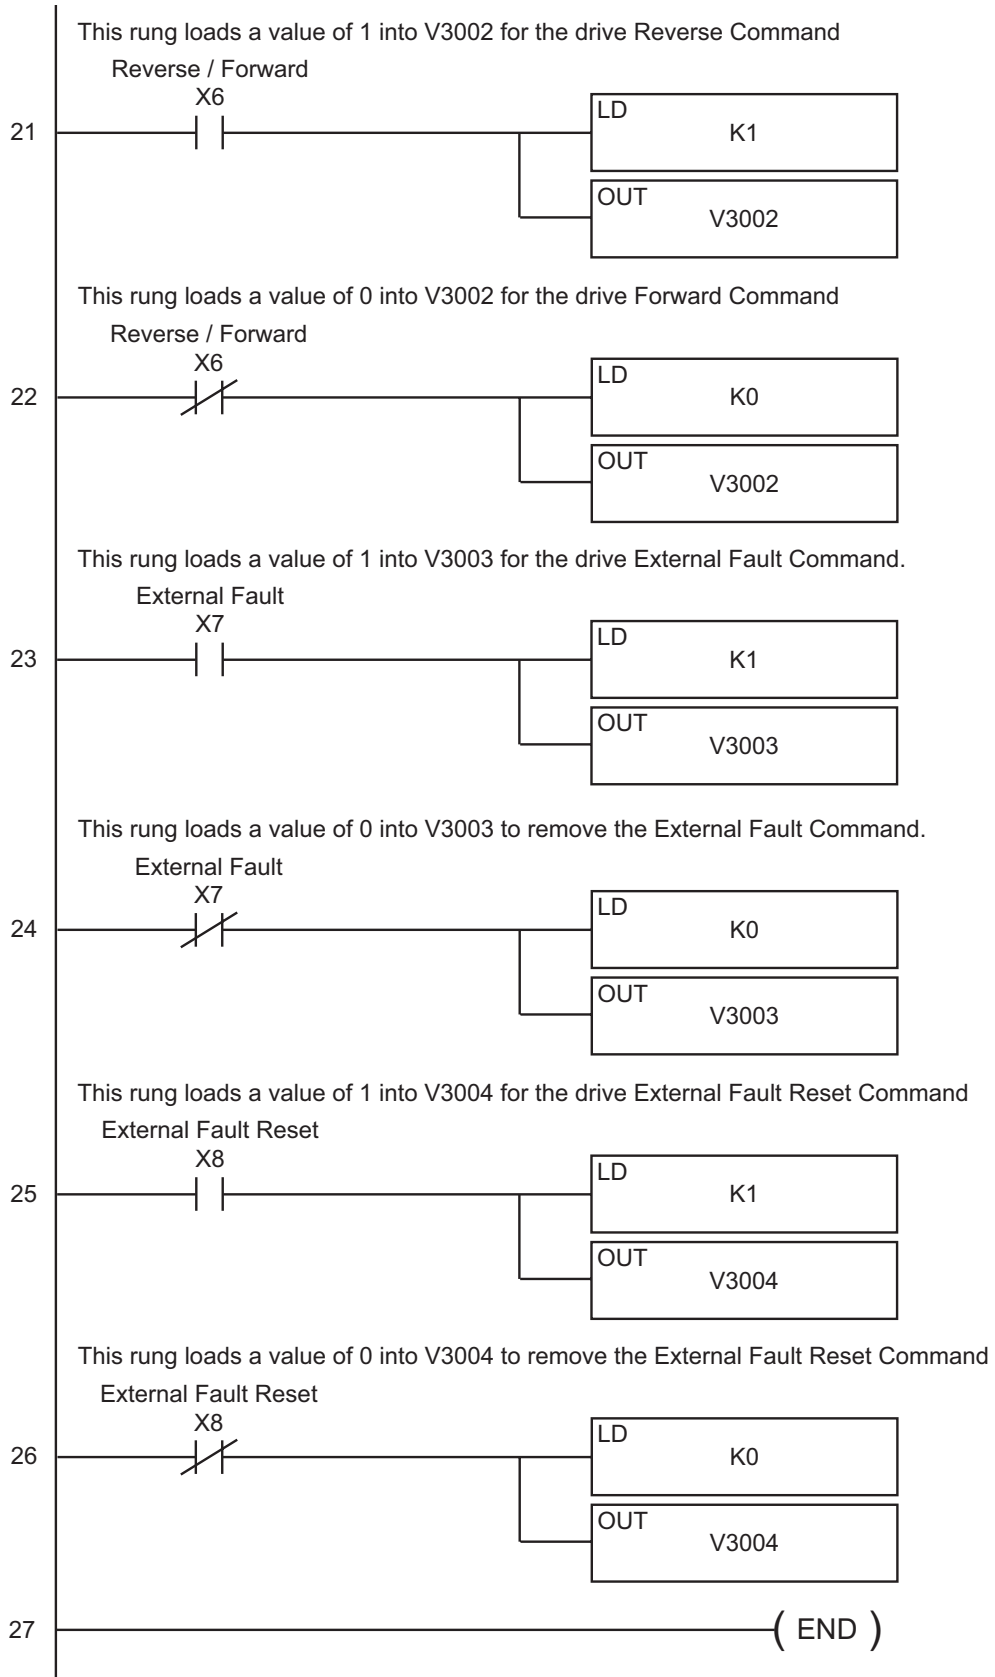 This rung loads a value of 1 into V3002 for the drive Reverse Command
Reverse / Forward
X6
21
LD
K1
OUT
V3002
This rung loads a value of 0 into V3002 for the drive Forward Command
Reverse / Forward
X6
22
LD
K0
OUT
V3002
This rung loads a value of 1 into V3003 for the drive External Fault Command.
External Fault
X7
23
LD
K1
OUT
V3003
This rung loads a value of 0 into V3003 to remove the External Fault Command.
External Fault
X7
24
LD
K0
OUT
V3003
This rung loads a value of 1 into V3004 for the drive External Fault Reset Command
External Fault Reset
X8
25
LD
K1
OUT
V3004
This rung loads a value of 0 into V3004 to remove the External Fault Reset Command
External Fault Reset
X8
26
LD
K0
OUT
V3004
27
( END )